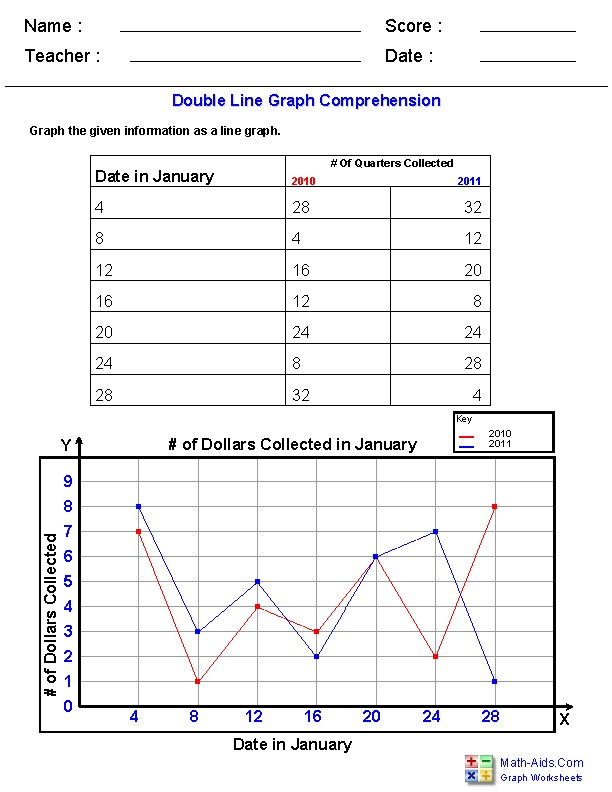 Name : Score :
Teacher : Date :
Double Line Graph Comprehension
Graph the given information as a line graph.
Date in January # Of Quarters Collected
2010 2011
4 28 32
8 4 12
12 16 20
16 12 8
20 24 24
24 8 28
28 32 4
Key
2010
2011
Y # of Dollars Collected in January
# of Dollars Collected
9
8
7
6
5
4
3
2
1
0
4 8 12 16 20 24 28 X
Date in January
Math-Aids.Com
Graph Worksheets